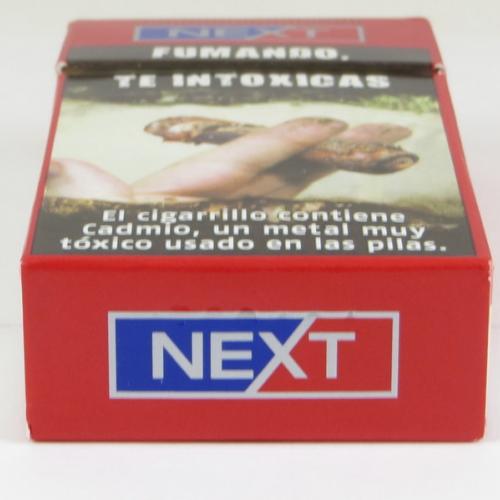 NEXT
FUMANDO,
TE INTOXICAS
El cigarrillo contiene
cadmio, un metal muy
tóxico usado en las pilas.
NEXT